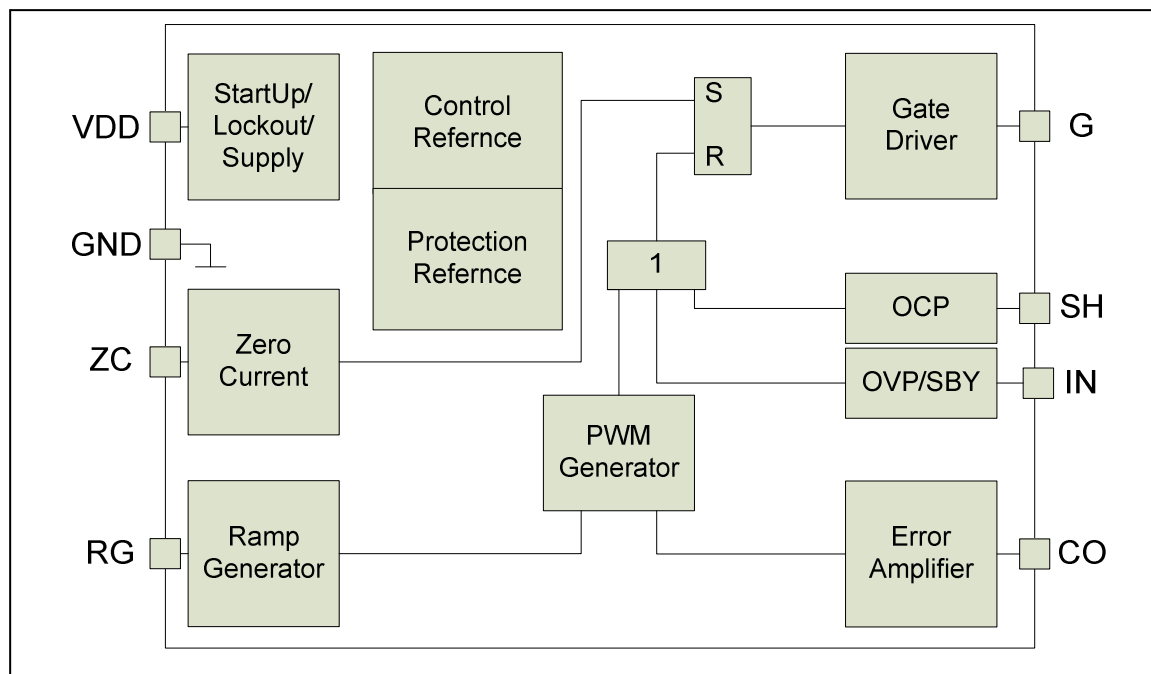 VDD
StartUp/
Lockout/
Supply
Control
Refernce
S
R
Gate
Driver
G
GND
Protection
Refernce
1
OCP
SH
ZC
Zero
Current
OVP/SBY
IN
PWM
Generator
RG
Ramp
Generator
Error
Amplifier
CO